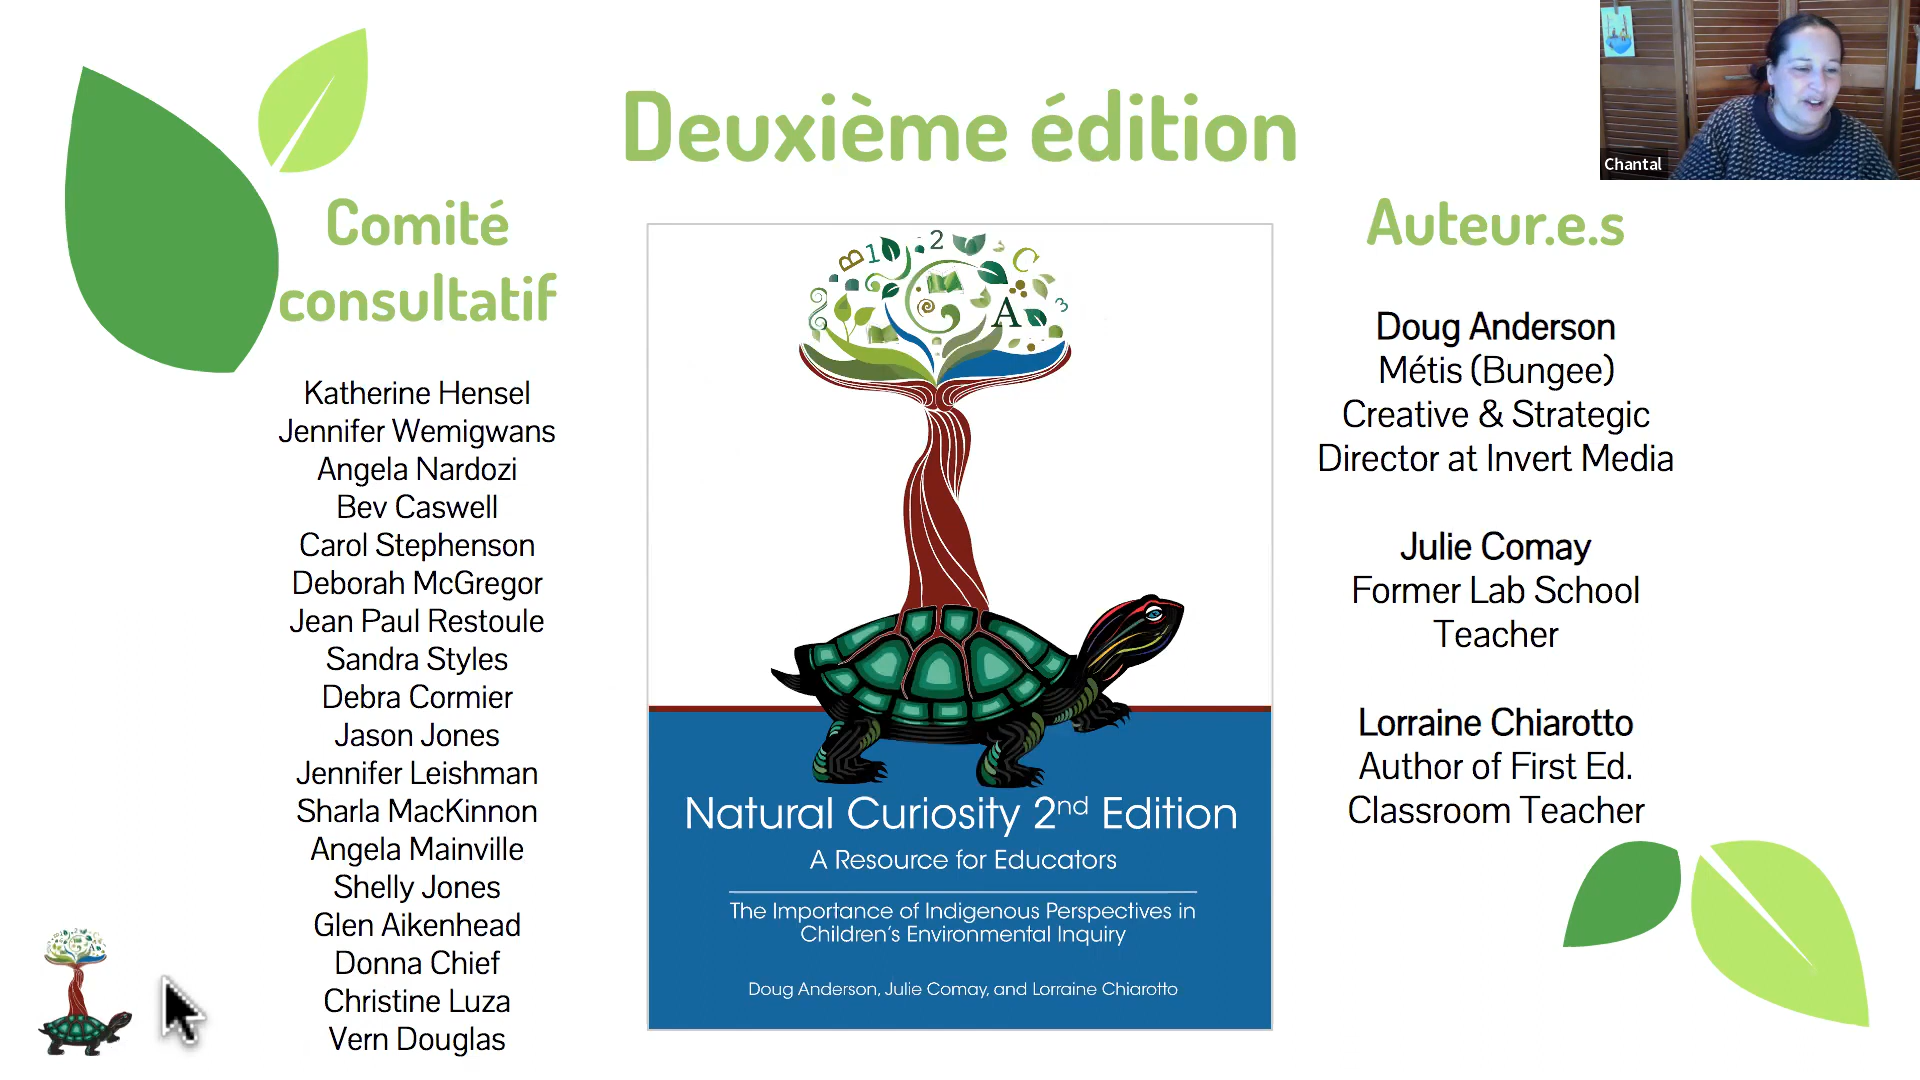 Deuxième édition
Chantal
Comité
consultatif
Katherine Hensel
Jennifer Wemigwans
Angela Nardozi
Bev Caswell
Carol Stephenson
Deborah McGregor
Jean Paul Restoule
Sandra Styles
Debra Cormier
Jason Jones
Jennifer Leishman
Sharla MacKinnon
Angela Mainville
Shelly Jones
Glen Aikenhead
Donna Chief
Christine Luza
Vern Douglas
B 1 2 C
A 3
Natural Curiosity 2nd Edition
A Resource for Educators
The Importance of Indigenous Perspectives in
Children's Environmental Inquiry
Doug Anderson, Julie Comay, and Lorraine Chiarotto
Auteur.e.s
Doug Anderson
Métis (Bungee)
Creative & Strategic
Director at Invert Media
Julie Comay
Former Lab School
Teacher
Lorraine Chiarotto
Author of First Ed.
Classroom Teacher